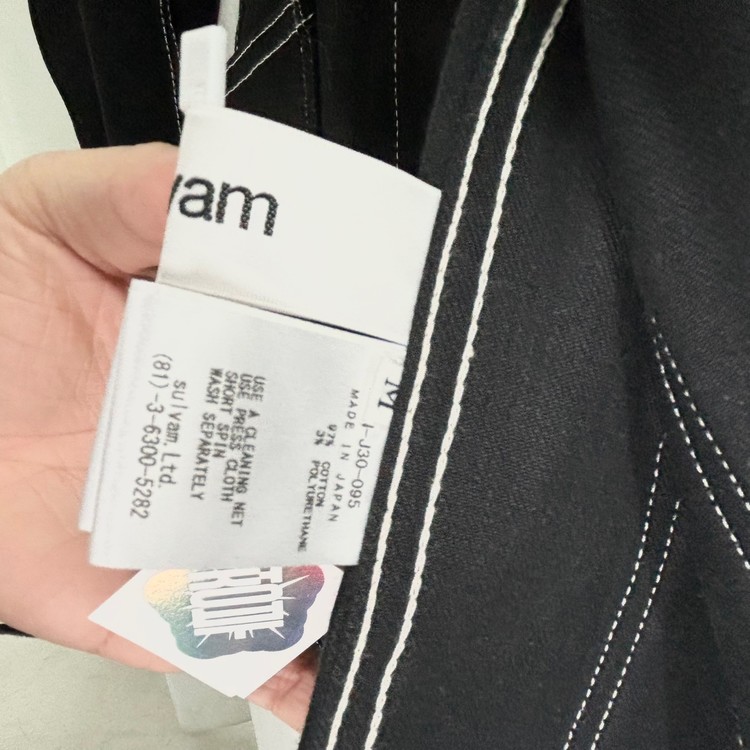 vam
M
I-J30-095
MADE IN JAPAN
97% COTTON
3% POLYURETHANE
USE A CLEANING NET
USE PRESS CLOTH
SHORT SPIN
WASH SEPARATELY
sulvam.Ltd.
(81)-3-6300-5282